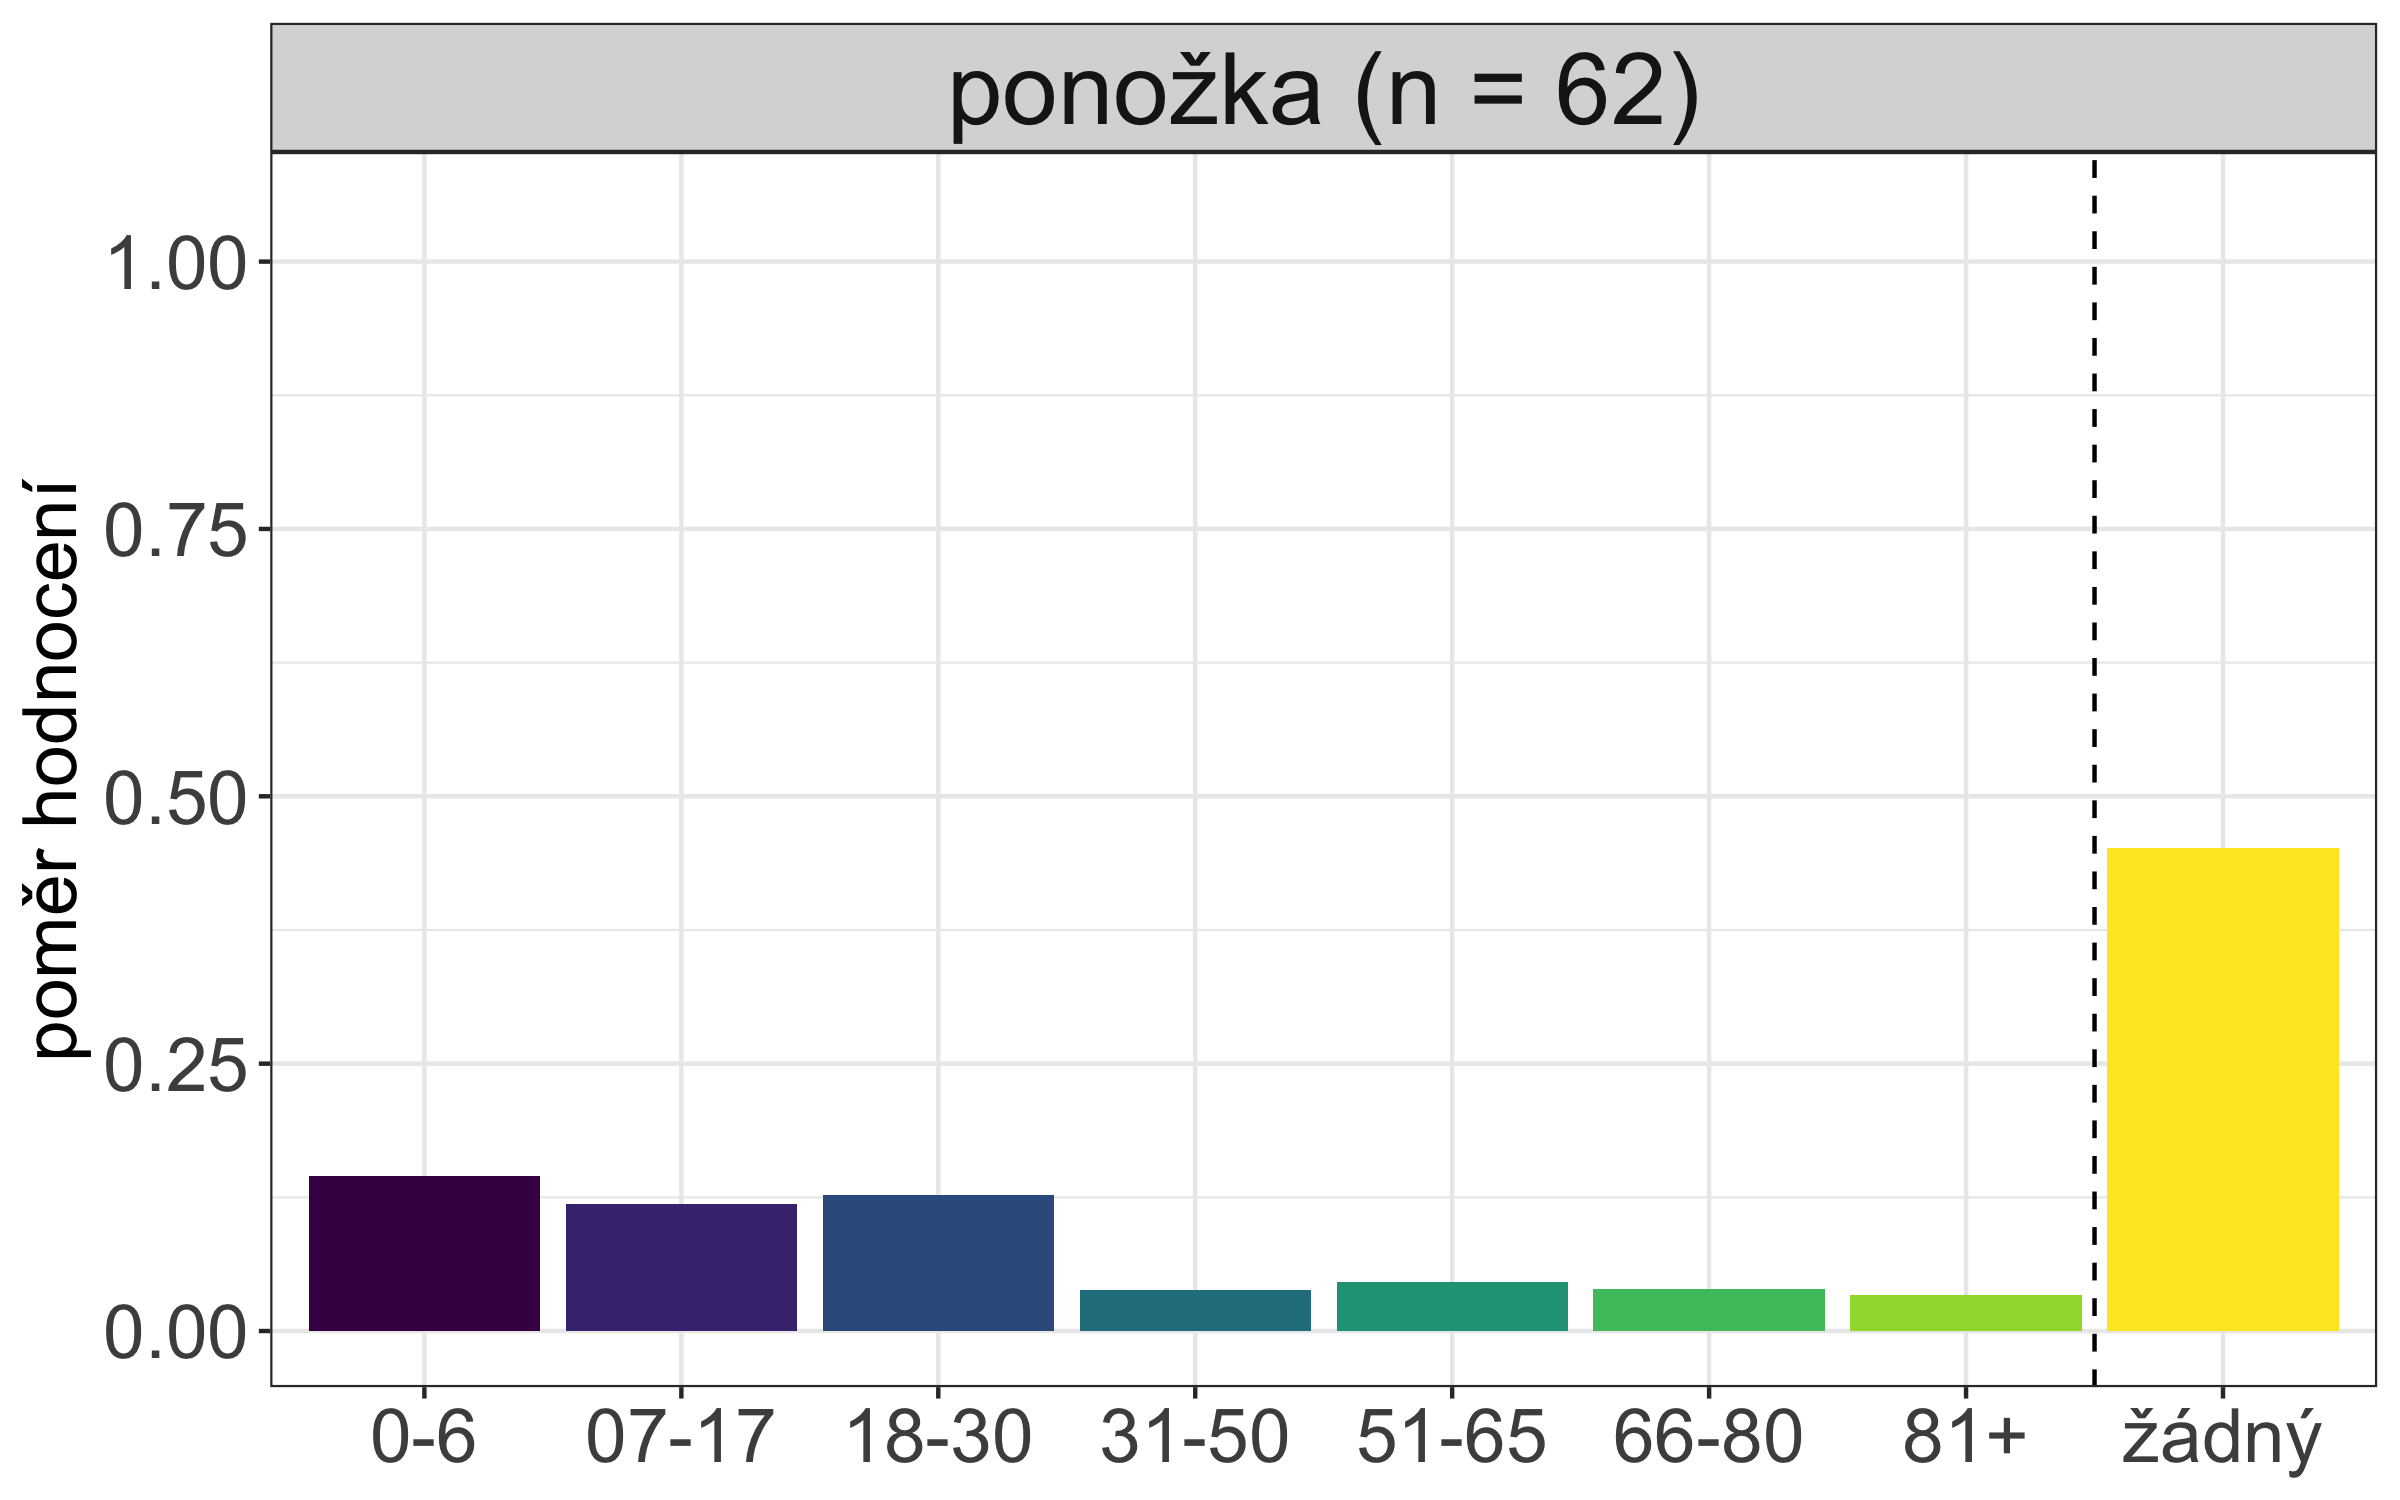 ponožka (n = 62)
poměr hodnocení
1.00
0.75
0.50
0.25
0.00
0-6 07-17 18-30 31-50 51-65 66-80 81+ žádný